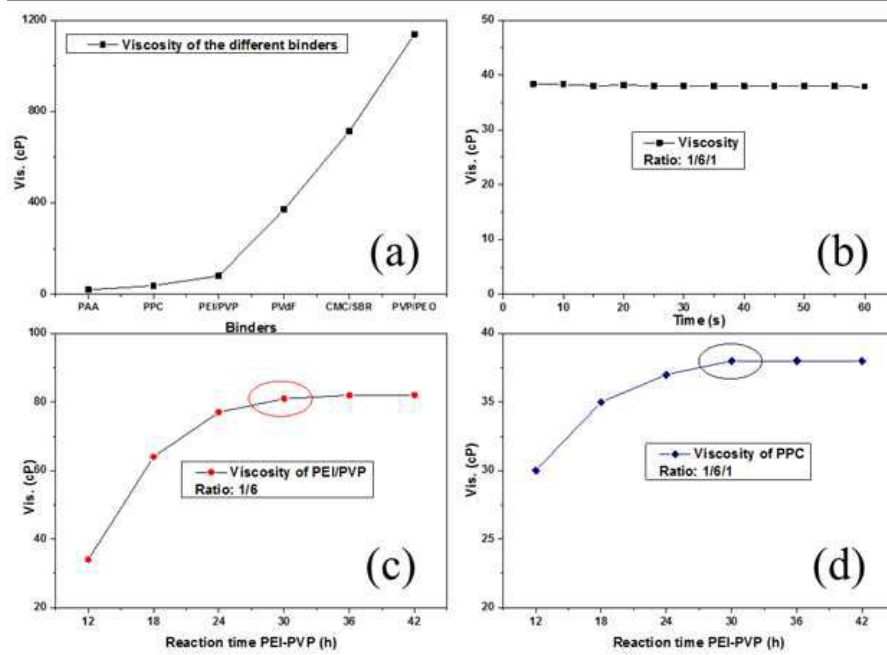 1200
800
400
0
Vis. (cP)
Viscosity of the different binders
(a)
PAA PPC PEI/PVP PVdF CMC/SBR PVP/PEO
Binders
50
40
30
20
10
0
Vis. (cP)
Viscosity
Ratio: 1/6/1
(b)
0 10 20 30 40 50 60
Time (s)
100
80
60
40
20
Vis. (cP)
Viscosity of PEI/PVP
Ratio: 1/6
(c)
12 18 24 30 36 42
Reaction time PEI-PVP (h)
40
35
30
25
20
Vis. (cP)
Viscosity of PPC
Ratio: 1/6/1
(d)
12 18 24 30 36 42
Reaction time PEI-PVP (h)